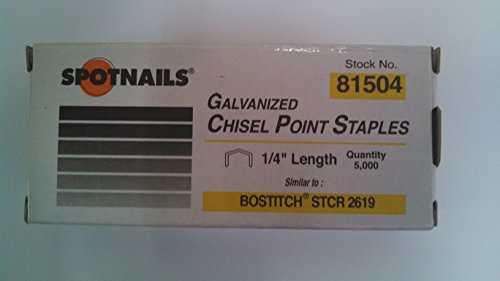 SPOTNAILS®
Stock No.
81504
GALVANIZED
CHISEL POINT STAPLES
1/4" Length Quantity
5,000
Similar to :
BOSTITCH® STCR 2619